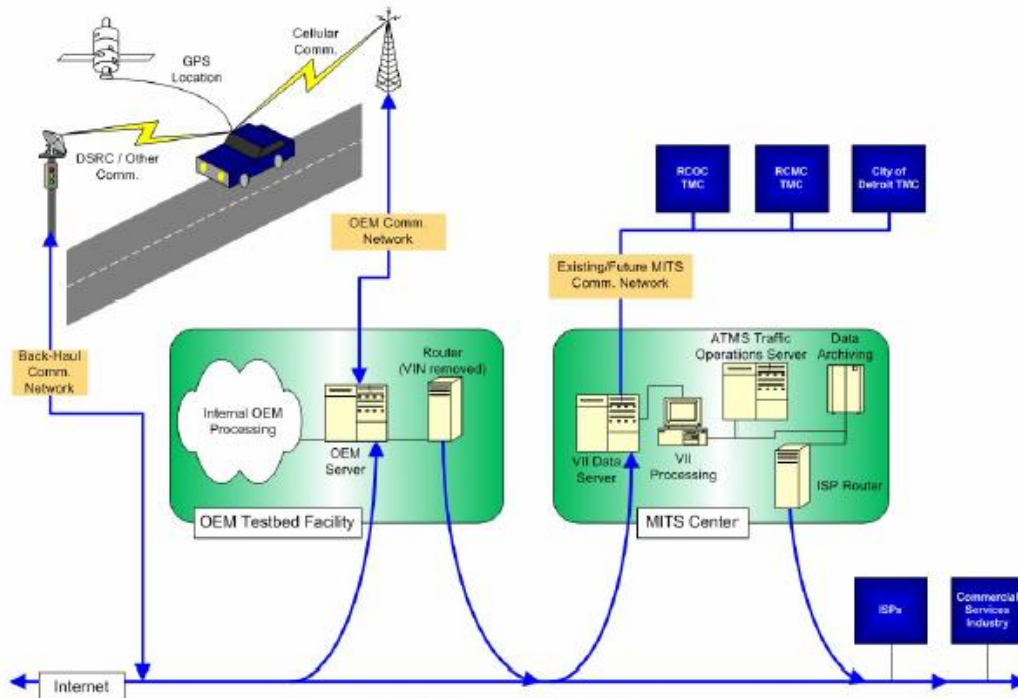 Cellular
Comm.
GPS
Location
DSRC / Other
Comm.
RCOC
TMC
RCMC
TMC
City of
Detroit TMC
OEM Comm.
Network
Existing/Future MITS
Comm. Network
Back-Haul
Comm.
Network
Router
(VIN removed)
Internal OEM
Processing
OEM
Server
OEM Testbed Facility
ATMS Traffic
Operations Server
Data
Archiving
VII Data
Server
VII
Processing
ISP Router
MITS Center
ISPs
Commercial
Services
Industry
Internet